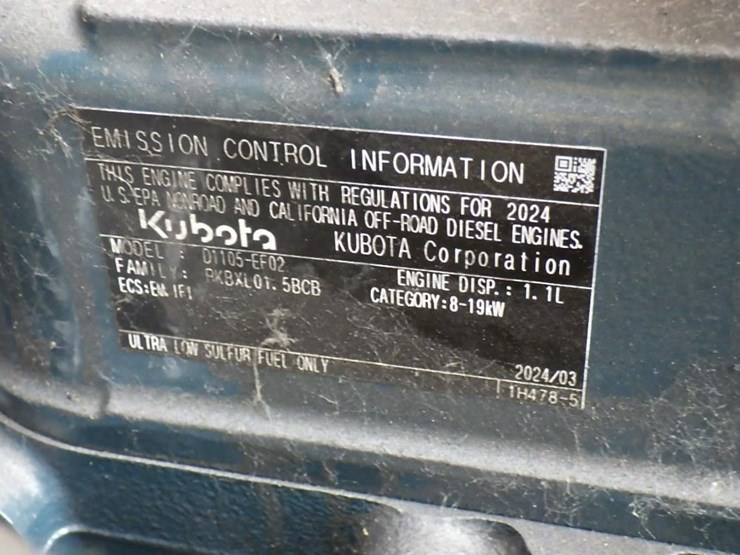 EMISSION CONTROL INFORMATION
THIS ENGINE COMPLIES WITH REGULATIONS FOR 2024
U.S.EPA NONROAD AND CALIFORNIA OFF-ROAD DIESEL ENGINES.
Kubota KUBOTA Corporation
MODEL : D1105-EF02 ENGINE DISP.: 1.1L
FAMILY: RKBXL01.5BCB CATEGORY:8-19kW
ECS:EM,IFI
ULTRA LOW SULFUR FUEL ONLY
2024/03
1H478-5